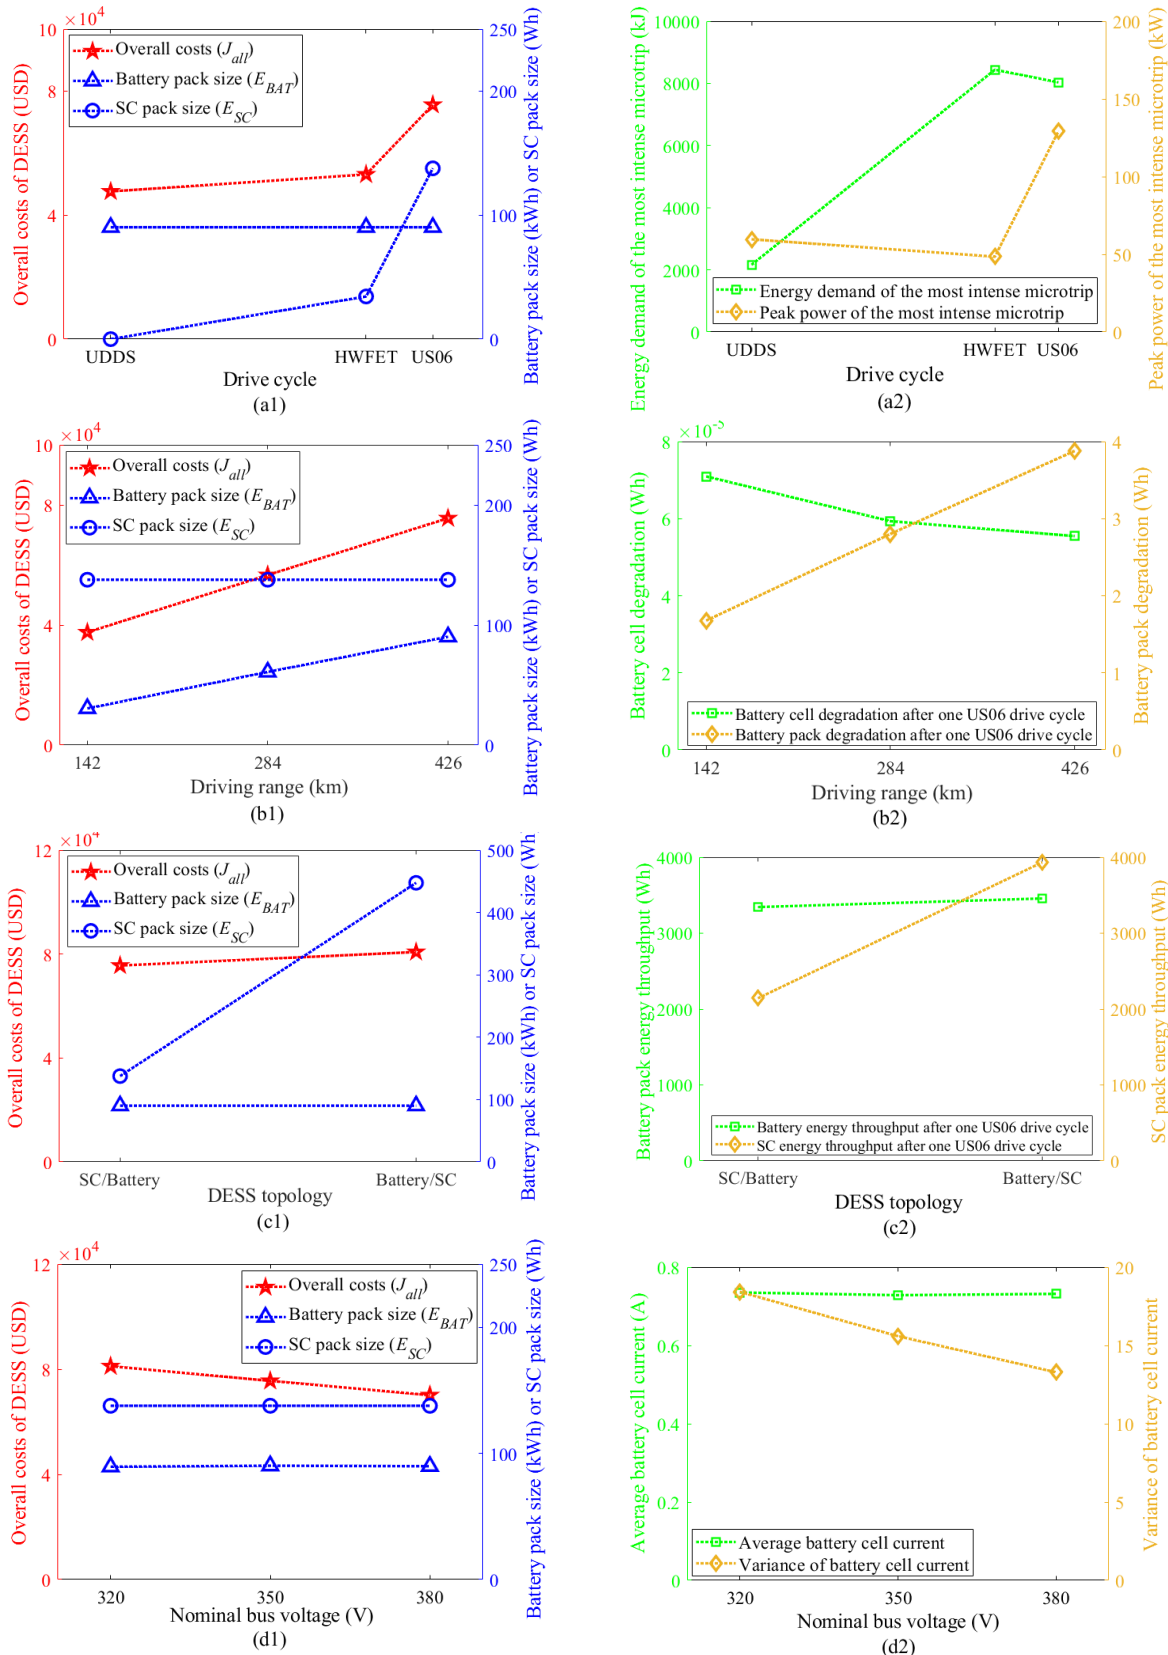 10 ×10⁴
250
Overall costs (J_all)
Battery pack size (E_BAT)
SC pack size (E_SC)
200
8
100
4
0
0
UDDS
HWFET
US06
Drive cycle
(a1)
Overall costs of DESS (USD)
Battery pack size (kWh) or SC pack size (Wh)
10000
200
8000
150
6000
100
4000
50
2000
0
0
Energy demand of the most intense microtrip
Peak power of the most intense microtrip
UDDS
HWFET
US06
Drive cycle
(a2)
Energy demand of the most intense microtrip (kJ)
Peak power of the most intense microtrip (kW)
10 ×10⁴
250
Overall costs (J_all)
Battery pack size (E_BAT)
SC pack size (E_SC)
8
200
4
100
0
0
142
284
426
Driving range (km)
(b1)
Overall costs of DESS (USD)
Battery pack size (kWh) or SC pack size (Wh)
8 ×10⁻⁵
4
6
3
4
2
2
1
0
0
Battery cell degradation after one US06 drive cycle
Battery pack degradation after one US06 drive cycle
142
284
426
Driving range (km)
(b2)
Battery cell degradation (Wh)
Battery pack degradation (Wh)
12 ×10⁴
500
Overall costs (J_all)
Battery pack size (E_BAT)
SC pack size (E_SC)
400
8
300
200
4
100
0
0
SC/Battery
Battery/SC
DESS topology
(c1)
Overall costs of DESS (USD)
Battery pack size (kWh) or SC pack size (Wh
4000
4000
3000
3000
2000
2000
1000
1000
0
0
Battery energy throughput after one US06 drive cycle
SC energy throughput after one US06 drive cycle
SC/Battery
Battery/SC
DESS topology
(c2)
Battery pack energy throughput (Wh)
SC pack energy throughput (Wh)
12 ×10⁴
250
Overall costs (J_all)
Battery pack size (E_BAT)
SC pack size (E_SC)
200
8
100
4
0
0
320
350
380
Nominal bus voltage (V)
(d1)
Overall costs of DESS (USD)
Battery pack size (kWh) or SC pack size (Wh)
0.8
20
0.6
15
0.4
10
0.2
5
0
0
Average battery cell current
Variance of battery cell current
320
350
380
Nominal bus voltage (V)
(d2)
Average battery cell current (A)
Variance of battery cell current